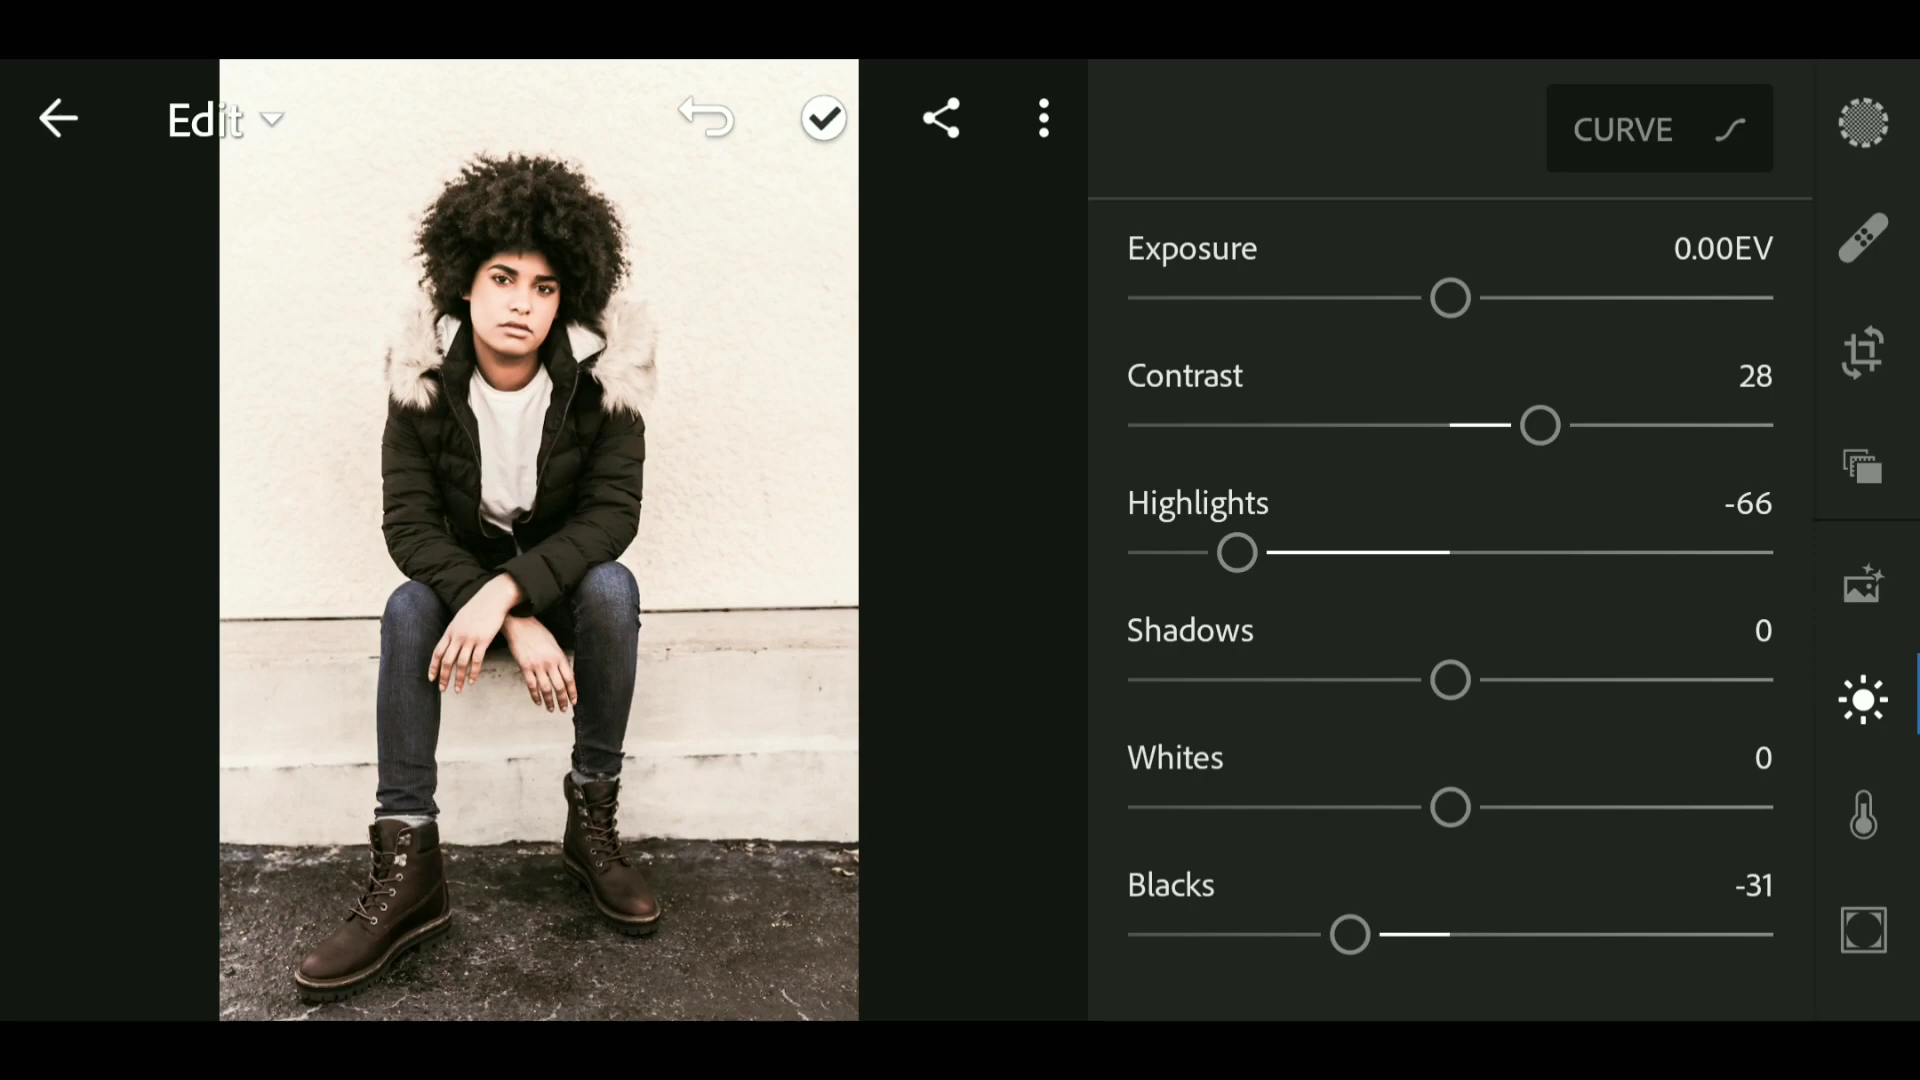 Edit
CURVE
Exposure 0.00EV
Contrast 28
Highlights -66
Shadows 0
Whites 0
Blacks -31